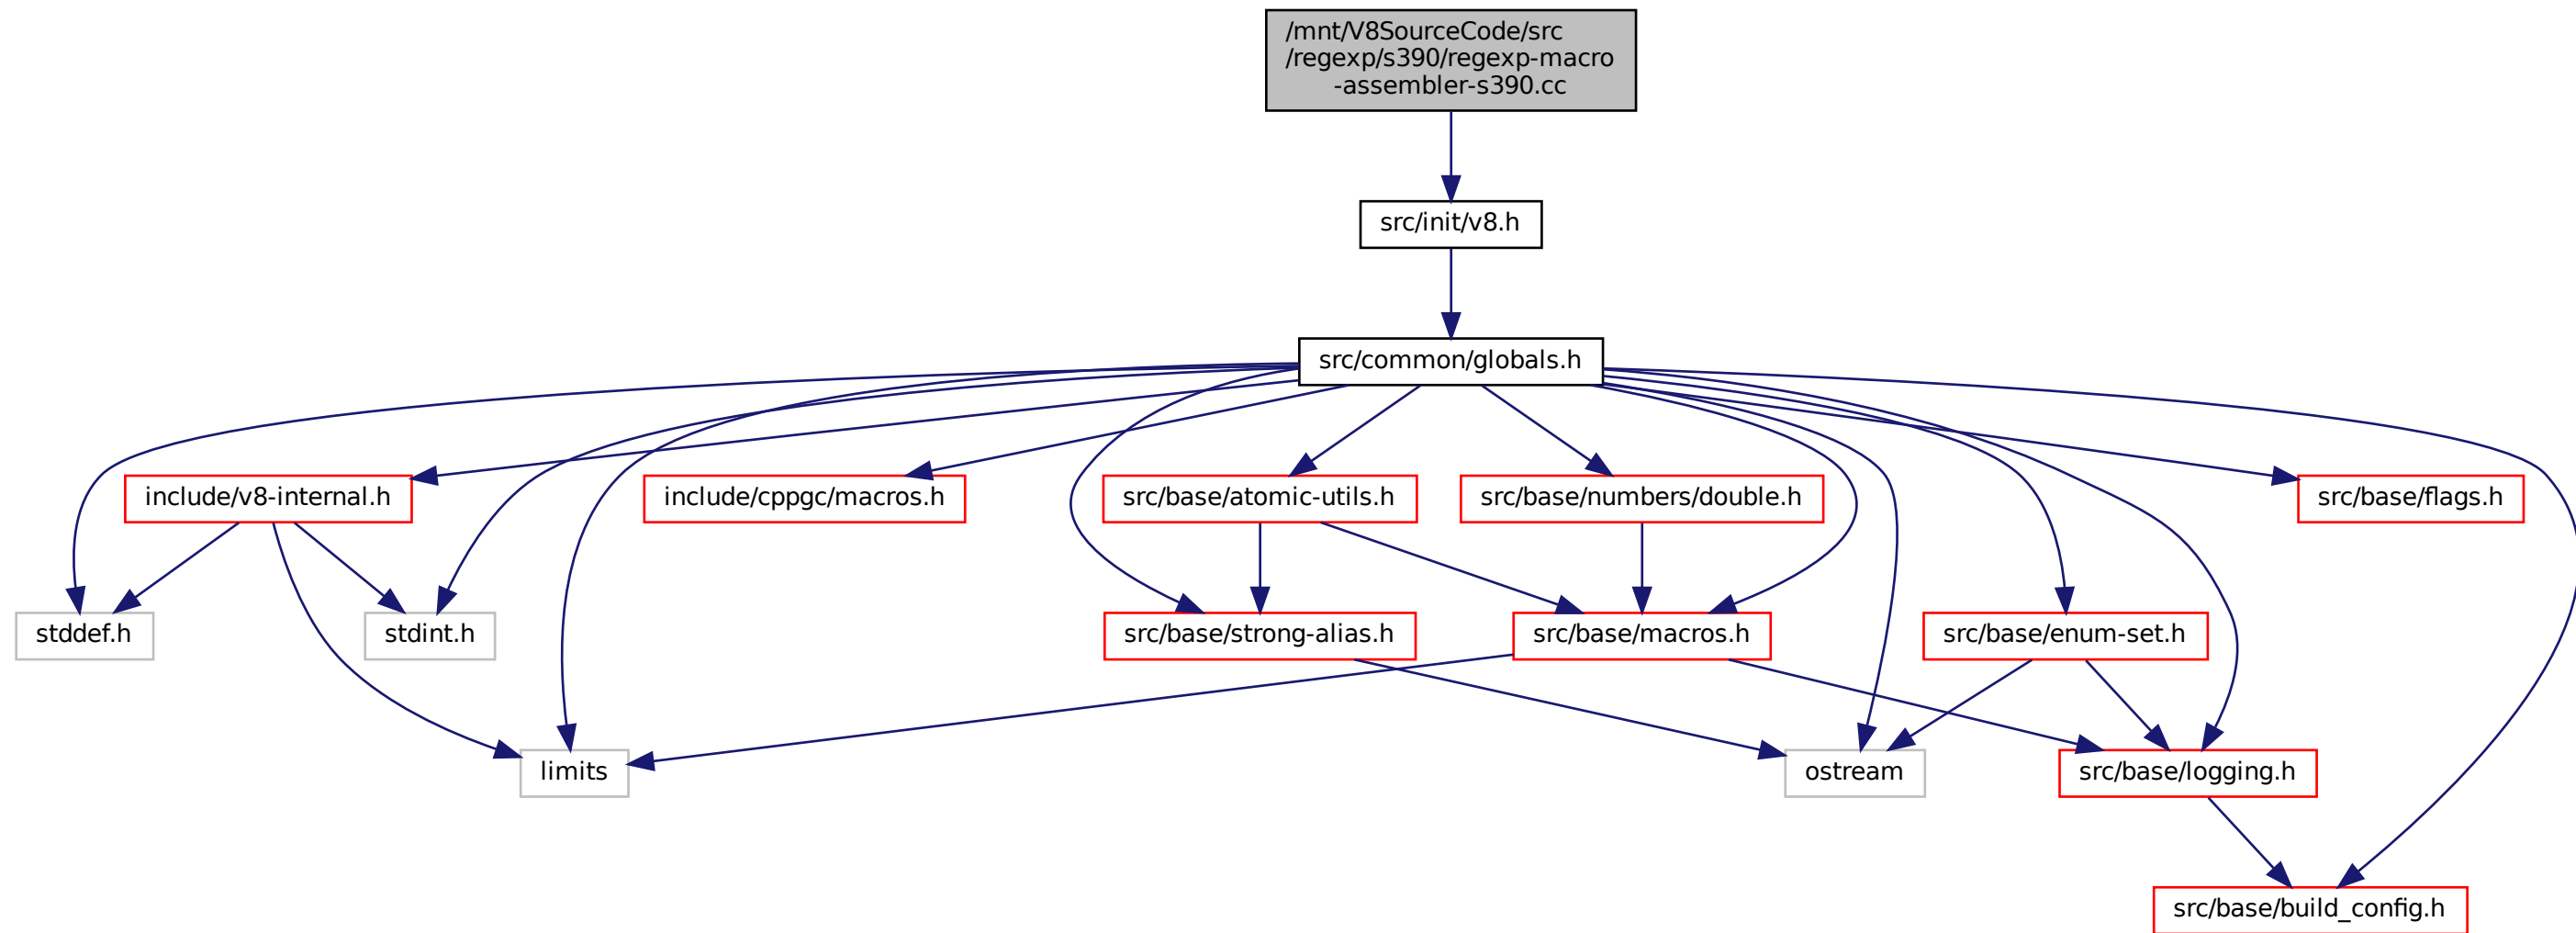 /mnt/V8SourceCode/src
/regexp/s390/regexp-macro
-assembler-s390.cc
src/init/v8.h
src/common/globals.h
include/v8-internal.h
include/cppgc/macros.h
src/base/atomic-utils.h
src/base/numbers/double.h
src/base/flags.h
stddef.h
stdint.h
src/base/strong-alias.h
src/base/macros.h
src/base/enum-set.h
limits
ostream
src/base/logging.h
src/base/build_config.h